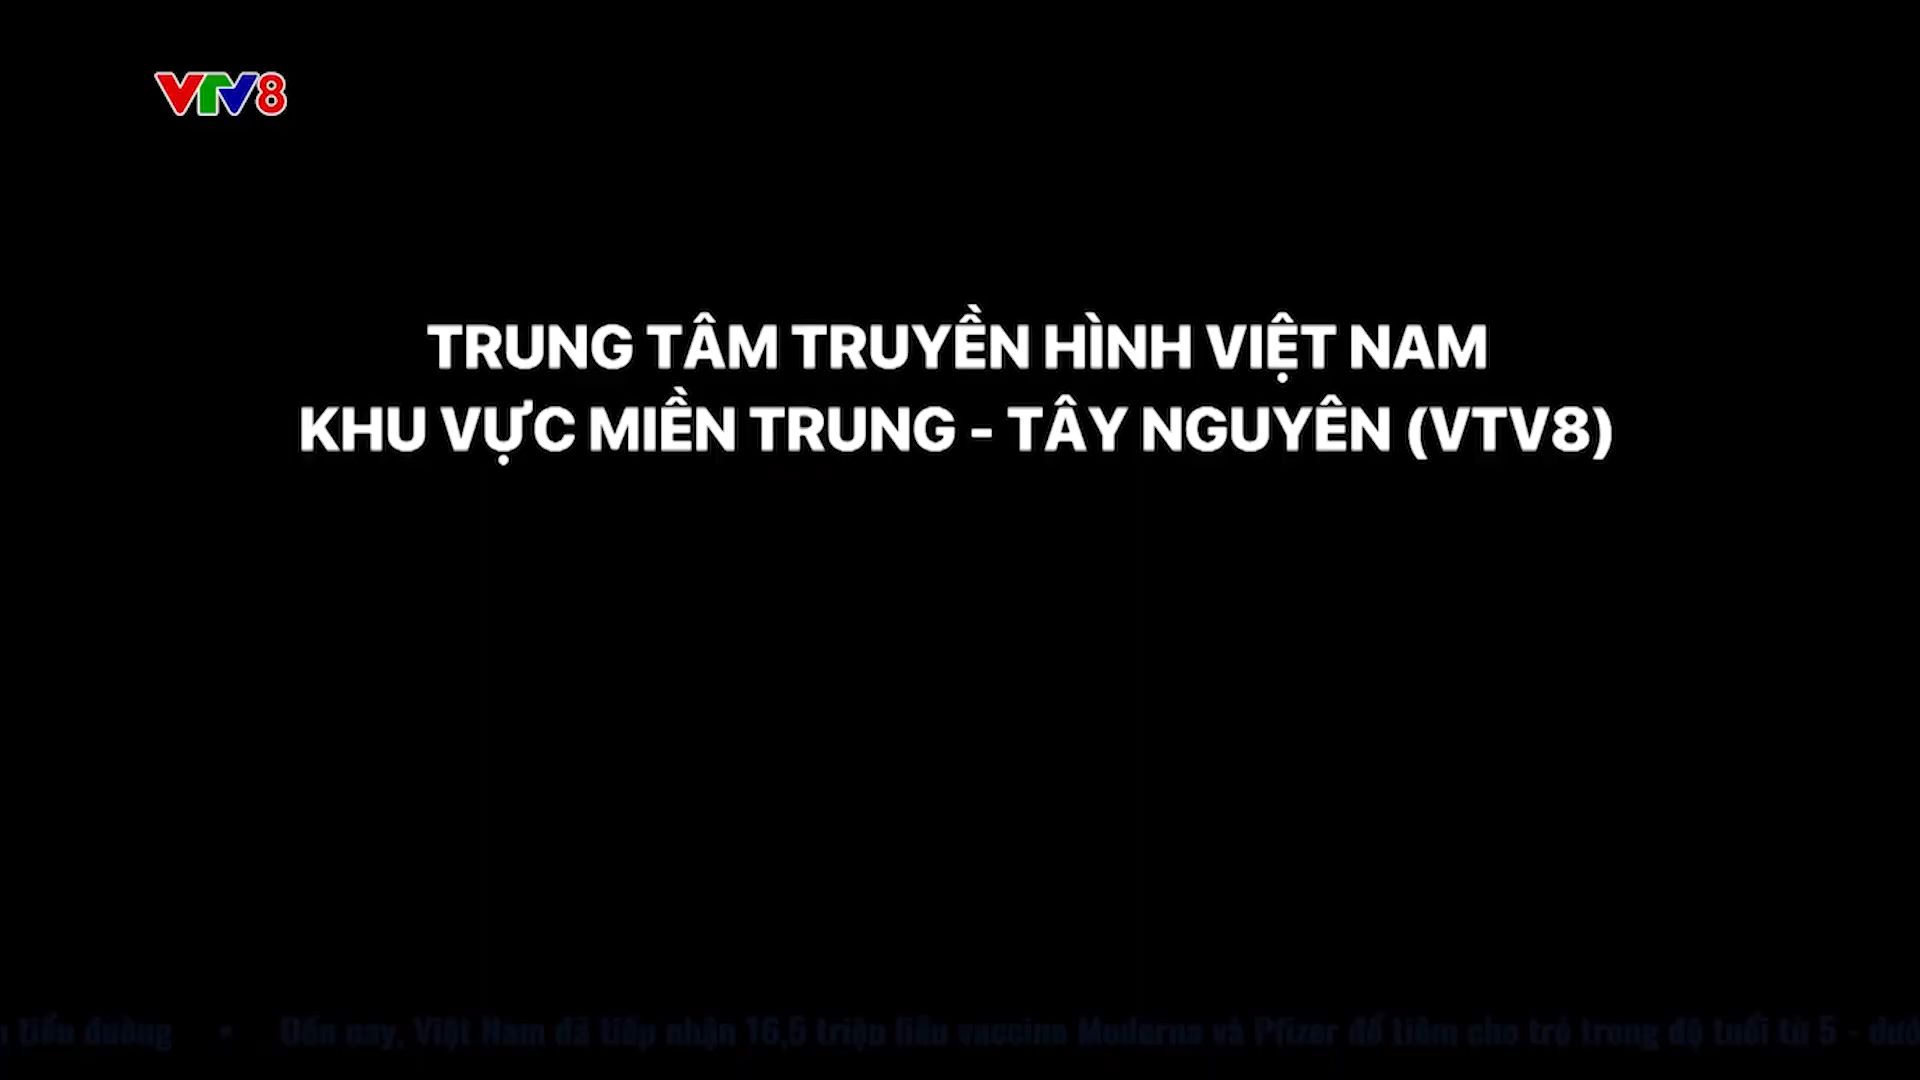 VTV8
TRUNG TÂM TRUYỀN HÌNH VIỆT NAM
KHU VỰC MIỀN TRUNG - TÂY NGUYÊN (VTV8)
tiểu đường • Đến nay, Việt Nam đã tiếp nhận 16,5 triệu liều vaccine Moderna và Pfizer để tiêm cho trẻ trong độ tuổi từ 5 -